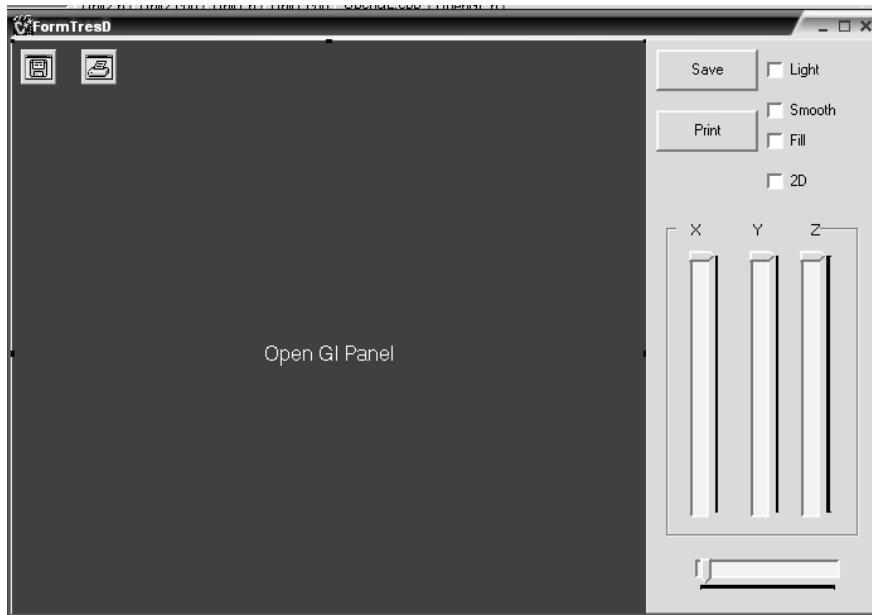 FormTresD
Save
Light
Smooth
Print
Fill
2D
X Y Z
Open Gl Panel